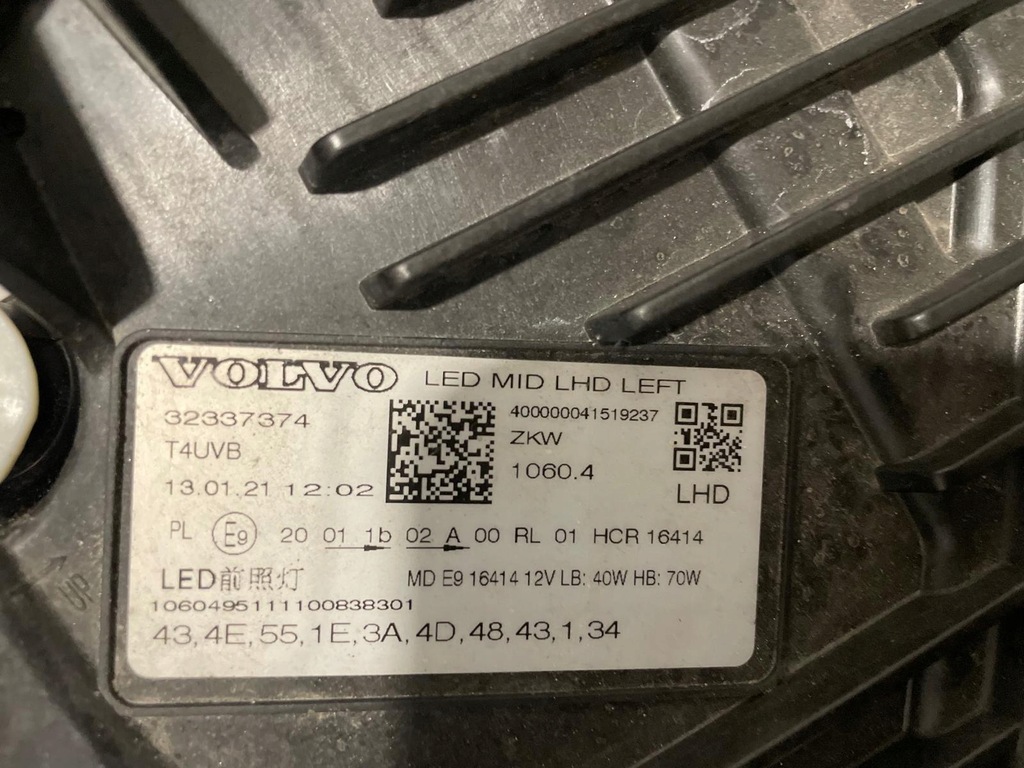 VOLVO LED MID LHD LEFT
32337374
T4UVB
13.01.21 12:02
400000041519237
ZKW
1060.4
LHD
PL E9 20 01 1b 02 A 00 RL 01 HCR 16414
LED前照灯 MD E9 16414 12V LB: 40W HB: 70W
1060495111100838301
43,4E,55,1E,3A,4D,48,43,1,34
UP